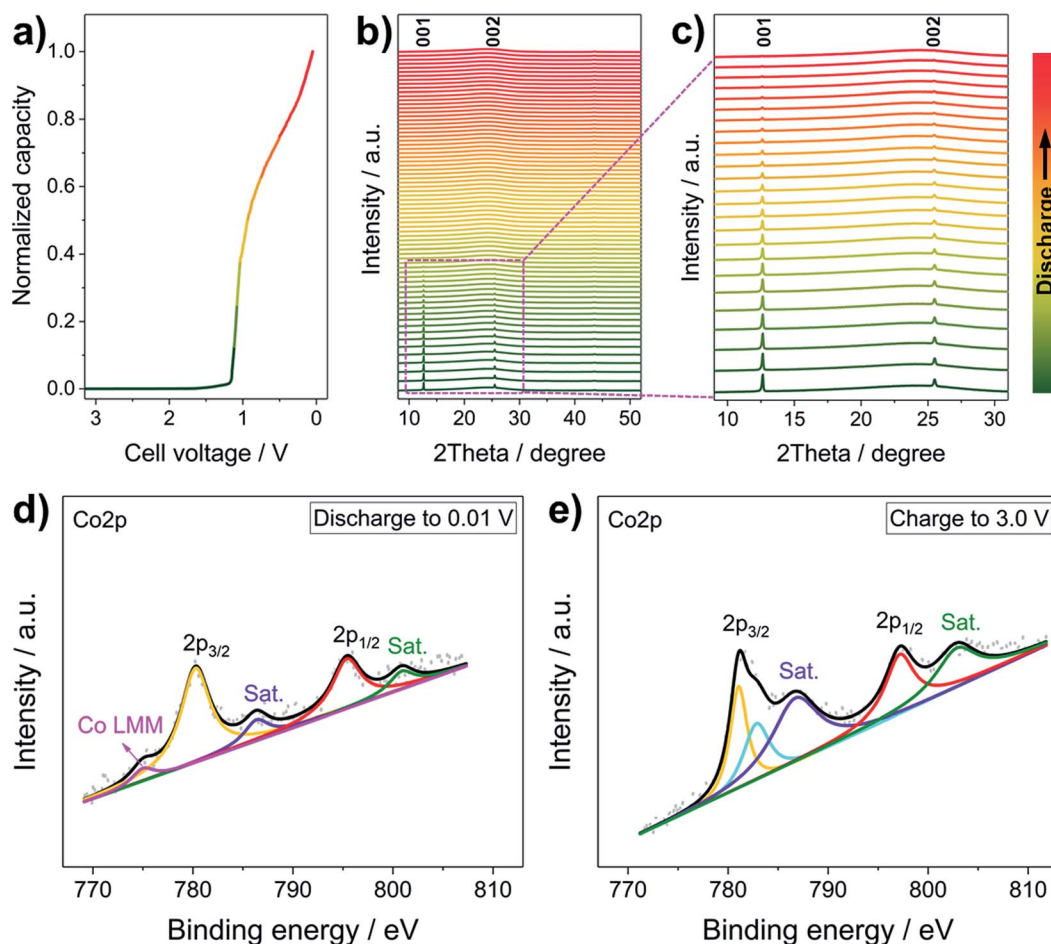 a)
Normalized capacity
1.0
0.8
0.6
0.4
0.2
0.0
3
2
1
0
Cell voltage / V
b)
001
002
Intensity / a.u.
10
20
30
40
50
2Theta / degree
c)
001
002
Intensity / a.u.
10
15
20
25
30
2Theta / degree
Discharge
d)
Co2p
Discharge to 0.01 V
2p3/2
2p1/2
Sat.
Sat.
Co LMM
Intensity / a.u.
770
780
790
800
810
Binding energy / eV
e)
Co2p
Charge to 3.0 V
2p3/2
2p1/2
Sat.
Sat.
Intensity / a.u.
770
780
790
800
810
Binding energy / eV